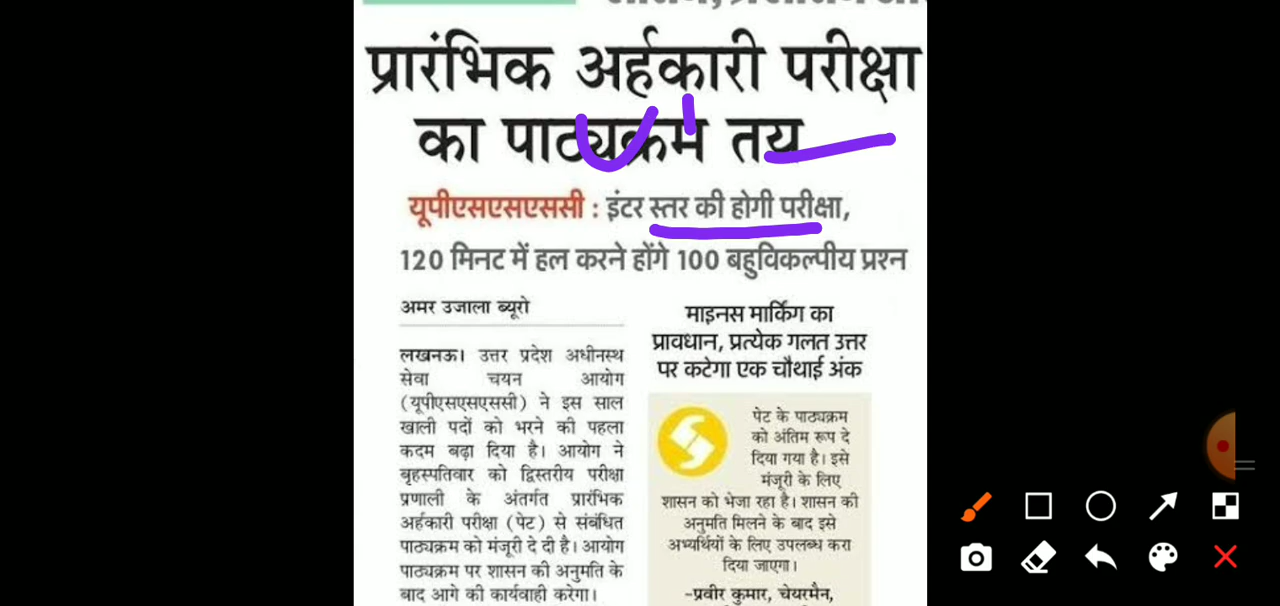 प्रारंभिक अर्हकारी परीक्षा
का पाठ्यक्रम तय
यूपीएसएसएससी : इंटर स्तर की होगी परीक्षा,
120 मिनट में हल करने होंगे 100 बहुविकल्पीय प्रश्न
अमर उजाला ब्यूरो
लखनऊ। उत्तर प्रदेश अधीनस्थ
सेवा चयन आयोग
(यूपीएसएसएससी) ने इस साल
खाली पदों को भरने की पहला
कदम बढ़ा दिया है। आयोग ने
बृहस्पतिवार को द्विस्तरीय परीक्षा
प्रणाली के अंतर्गत प्रारंभिक
अर्हकारी परीक्षा (पेट) से संबंधित
पाठ्यक्रम को मंजूरी दे दी है। आयोग
पाठ्यक्रम पर शासन की अनुमति के
बाद आगे की कार्यवाही करेगा।
माइनस मार्किंग का
प्रावधान, प्रत्येक गलत उत्तर
पर कटेगा एक चौथाई अंक
पेट के पाठ्यक्रम
को अंतिम रूप दे
दिया गया है। इसे
मंजूरी के लिए
शासन को भेजा रहा है। शासन की
अनुमति मिलने के बाद इसे
अभ्यर्थियों के लिए उपलब्ध करा
दिया जाएगा।
-प्रवीर कुमार, चेयरमैन,